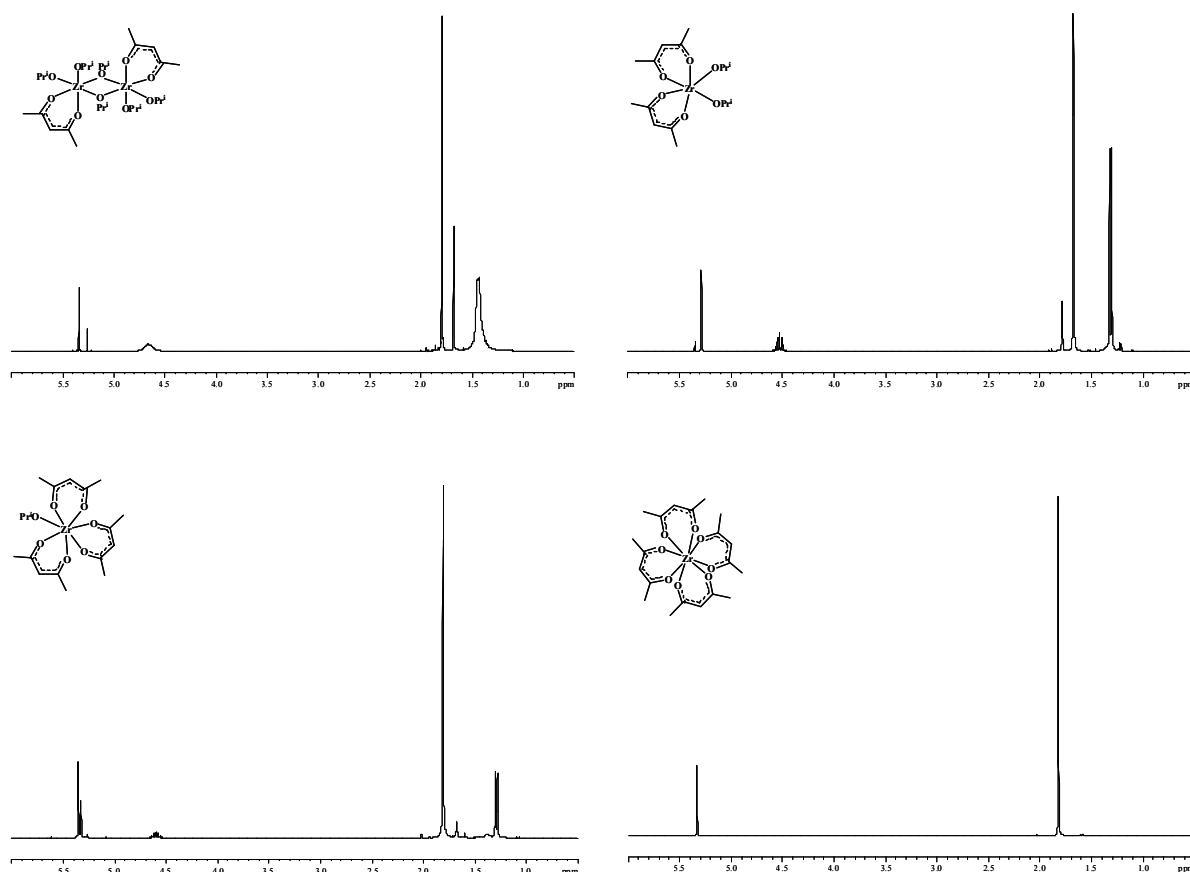 OPrⁱ Prⁱ
PrⁱO O O O
Zr Zr
O O OPrⁱ
O Prⁱ OPrⁱ
5.5 5.0 4.5 4.0 3.5 3.0 2.5 2.0 1.5 1.0 ppm
O OPrⁱ
O
O Zr
OPrⁱ
O
5.5 5.0 4.5 4.0 3.5 3.0 2.5 2.0 1.5 1.0 ppm
O O
PrⁱO O
Zr
O O
O
5.5 5.0 4.5 4.0 3.5 3.0 2.5 2.0 1.5 1.0 ppm
O O O
O Zr
O O O
O
5.5 5.0 4.5 4.0 3.5 3.0 2.5 2.0 1.5 1.0 ppm